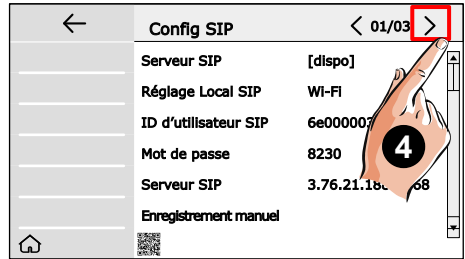 Config SIP 01/03
Serveur SIP [dispo]
Réglage Local SIP Wi-Fi
ID d'utilisateur SIP
Mot de passe 8230
Serveur SIP
Enregistrement manuel
4